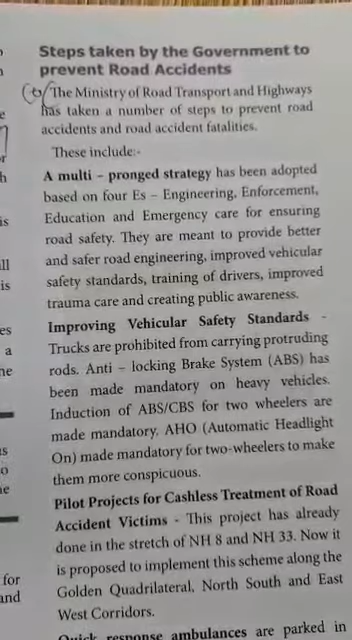 Steps taken by the Government to
prevent Road Accidents
The Ministry of Road Transport and Highways
has taken a number of steps to prevent road
accidents and road accident fatalities.
These include:-
A multi – pronged strategy has been adopted
based on four Es – Engineering, Enforcement,
Education and Emergency care for ensuring
road safety. They are meant to provide better
and safer road engineering, improved vehicular
safety standards, training of drivers, improved
trauma care and creating public awareness.
Improving Vehicular Safety Standards -
Trucks are prohibited from carrying protruding
rods. Anti – locking Brake System (ABS) has
been made mandatory on heavy vehicles.
Induction of ABS/CBS for two wheelers are
made mandatory. AHO (Automatic Headlight
On) made mandatory for two-wheelers to make
them more conspicuous.
Pilot Projects for Cashless Treatment of Road
Accident Victims - This project has already
done in the stretch of NH 8 and NH 33. Now it
is proposed to implement this scheme along the
Golden Quadrilateral, North South and East
West Corridors.
Quick response ambulances are parked in
for
and